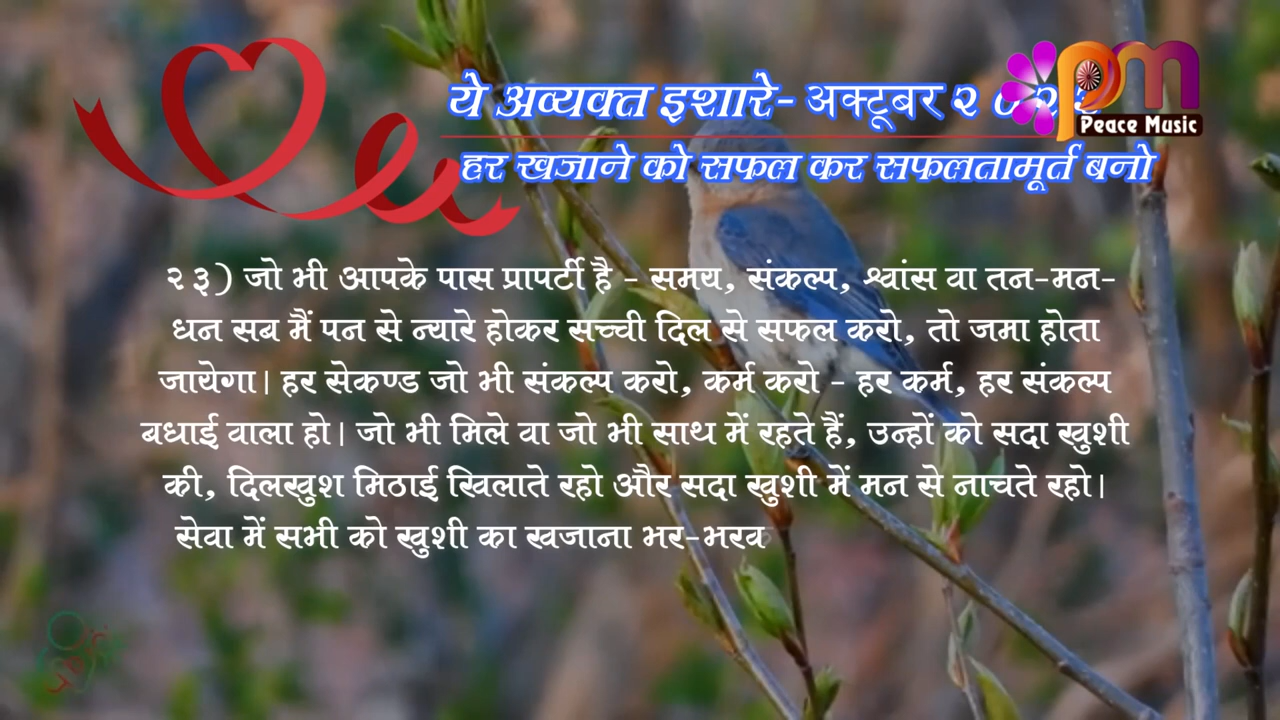 ये अव्यक्त इशारे- अक्टूबर २०२
pm
Peace Music
हर खजाने को सफल कर सफलतामूर्त बनो
२३) जो भी आपके पास प्रापर्टी है - समय, संकल्प, श्वांस वा तन-मन-
धन सब मैं पन से न्यारे होकर सच्ची दिल से सफल करो, तो जमा होता
जायेगा। हर सेकण्ड जो भी संकल्प करो, कर्म करो - हर कर्म, हर संकल्प
बधाई वाला हो। जो भी मिले वा जो भी साथ में रहते हैं, उन्हों को सदा खुशी
की, दिलखुश मिठाई खिलाते रहो और सदा खुशी में मन से नाचते रहो।
सेवा में सभी को खुशी का खजाना भर-भरव